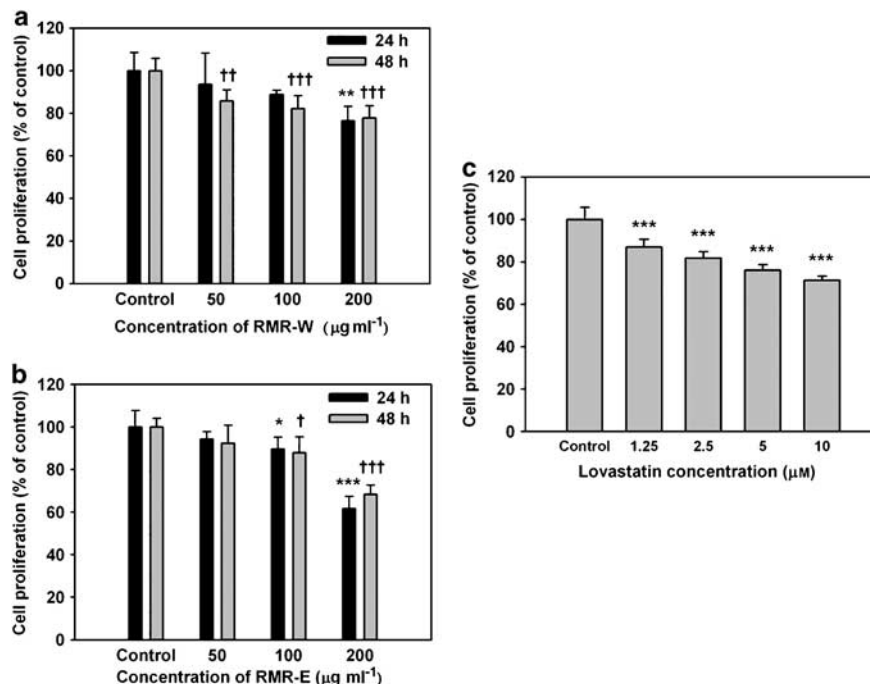 a
Cell proliferation (% of control)
120
100
80
60
40
20
0
24 h
48 h
††
†††
** †††
Control 50 100 200
Concentration of RMR-W (µg ml⁻¹)
b
Cell proliferation (% of control)
120
100
80
60
40
20
0
24 h
48 h
* †
*** †††
Control 50 100 200
Concentration of RMR-E (µg ml⁻¹)
c
Cell proliferation (% of control)
120
100
80
60
40
20
0
***
***
***
***
Control 1.25 2.5 5 10
Lovastatin concentration (µM)